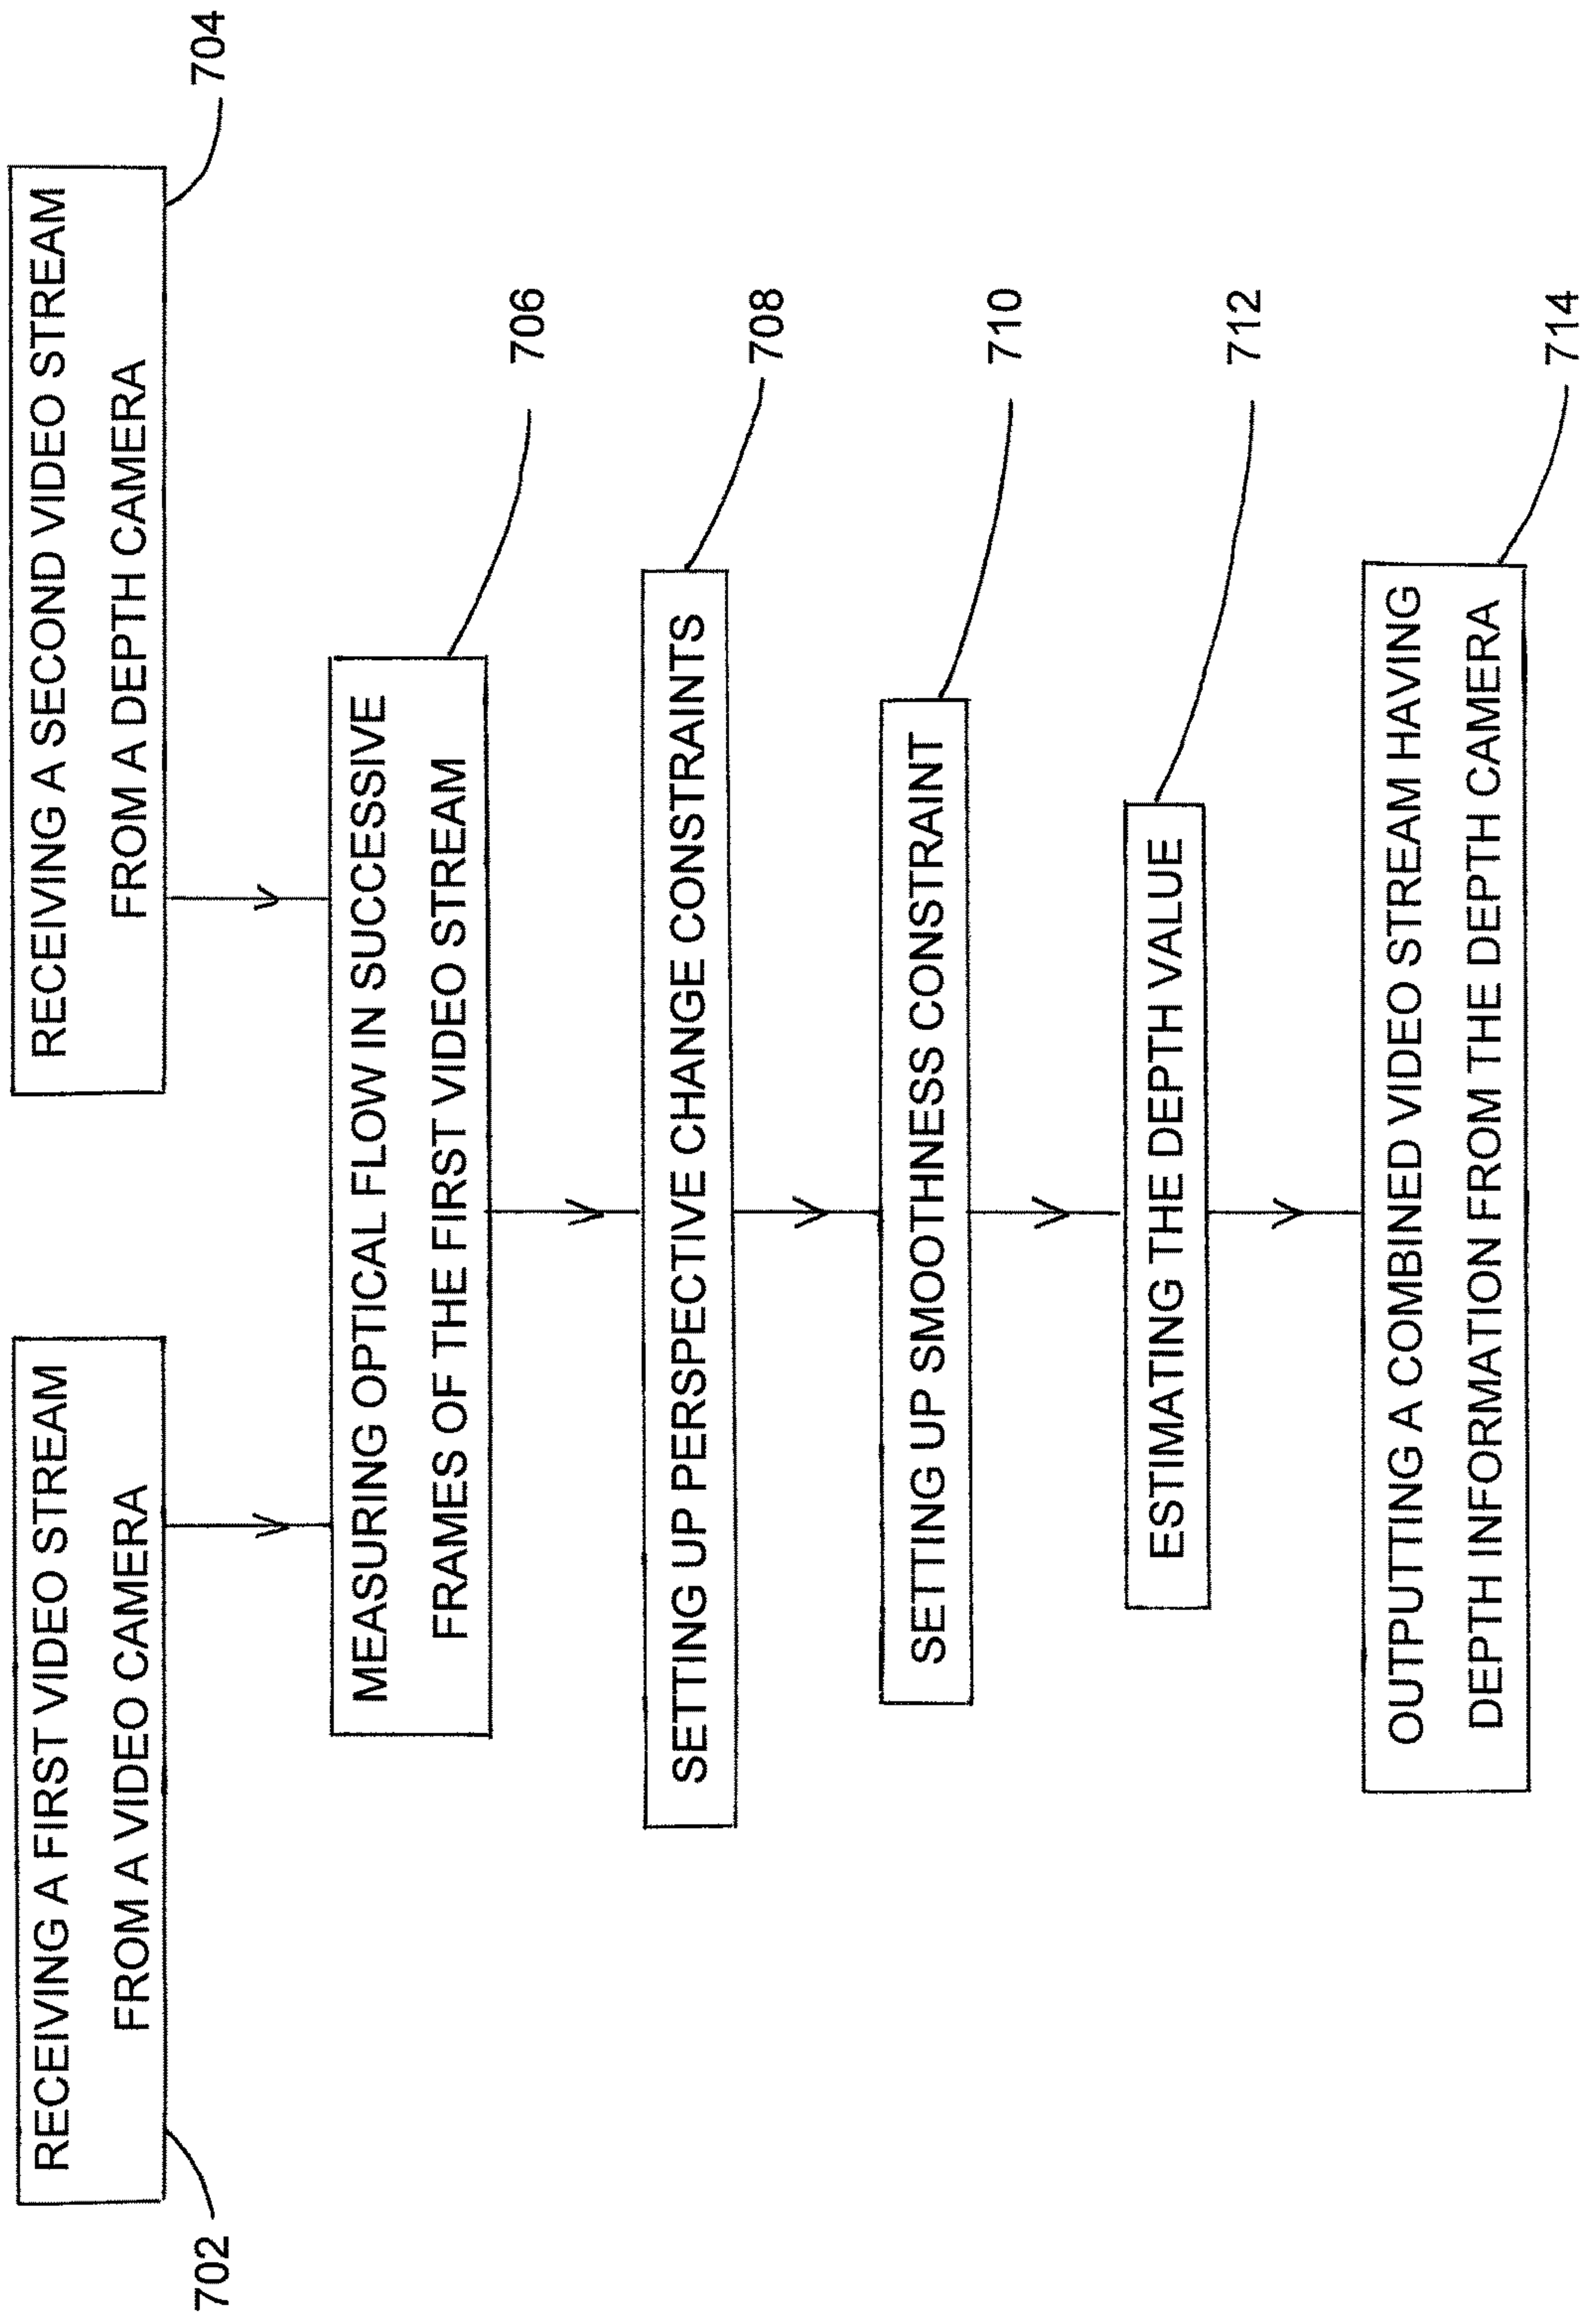 RECEIVING A FIRST VIDEO STREAM
FROM A VIDEO CAMERA
702
RECEIVING A SECOND VIDEO STREAM
FROM A DEPTH CAMERA
704
MEASURING OPTICAL FLOW IN SUCCESSIVE
FRAMES OF THE FIRST VIDEO STREAM
706
SETTING UP PERSPECTIVE CHANGE CONSTRAINTS
708
SETTING UP SMOOTHNESS CONSTRAINT
710
ESTIMATING THE DEPTH VALUE
712
OUTPUTTING A COMBINED VIDEO STREAM HAVING
DEPTH INFORMATION FROM THE DEPTH CAMERA
714